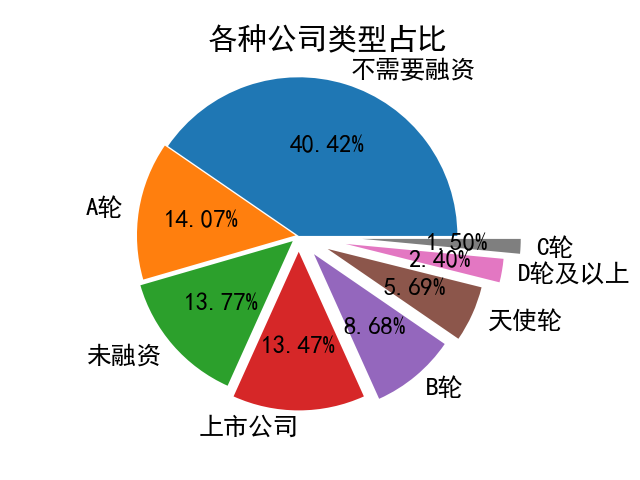 各种公司类型占比
不需要融资
40.42%
A轮
14.07%
未融资
13.77%
上市公司
13.47%
B轮
8.68%
天使轮
5.69%
D轮及以上
2.40%
C轮
1.50%